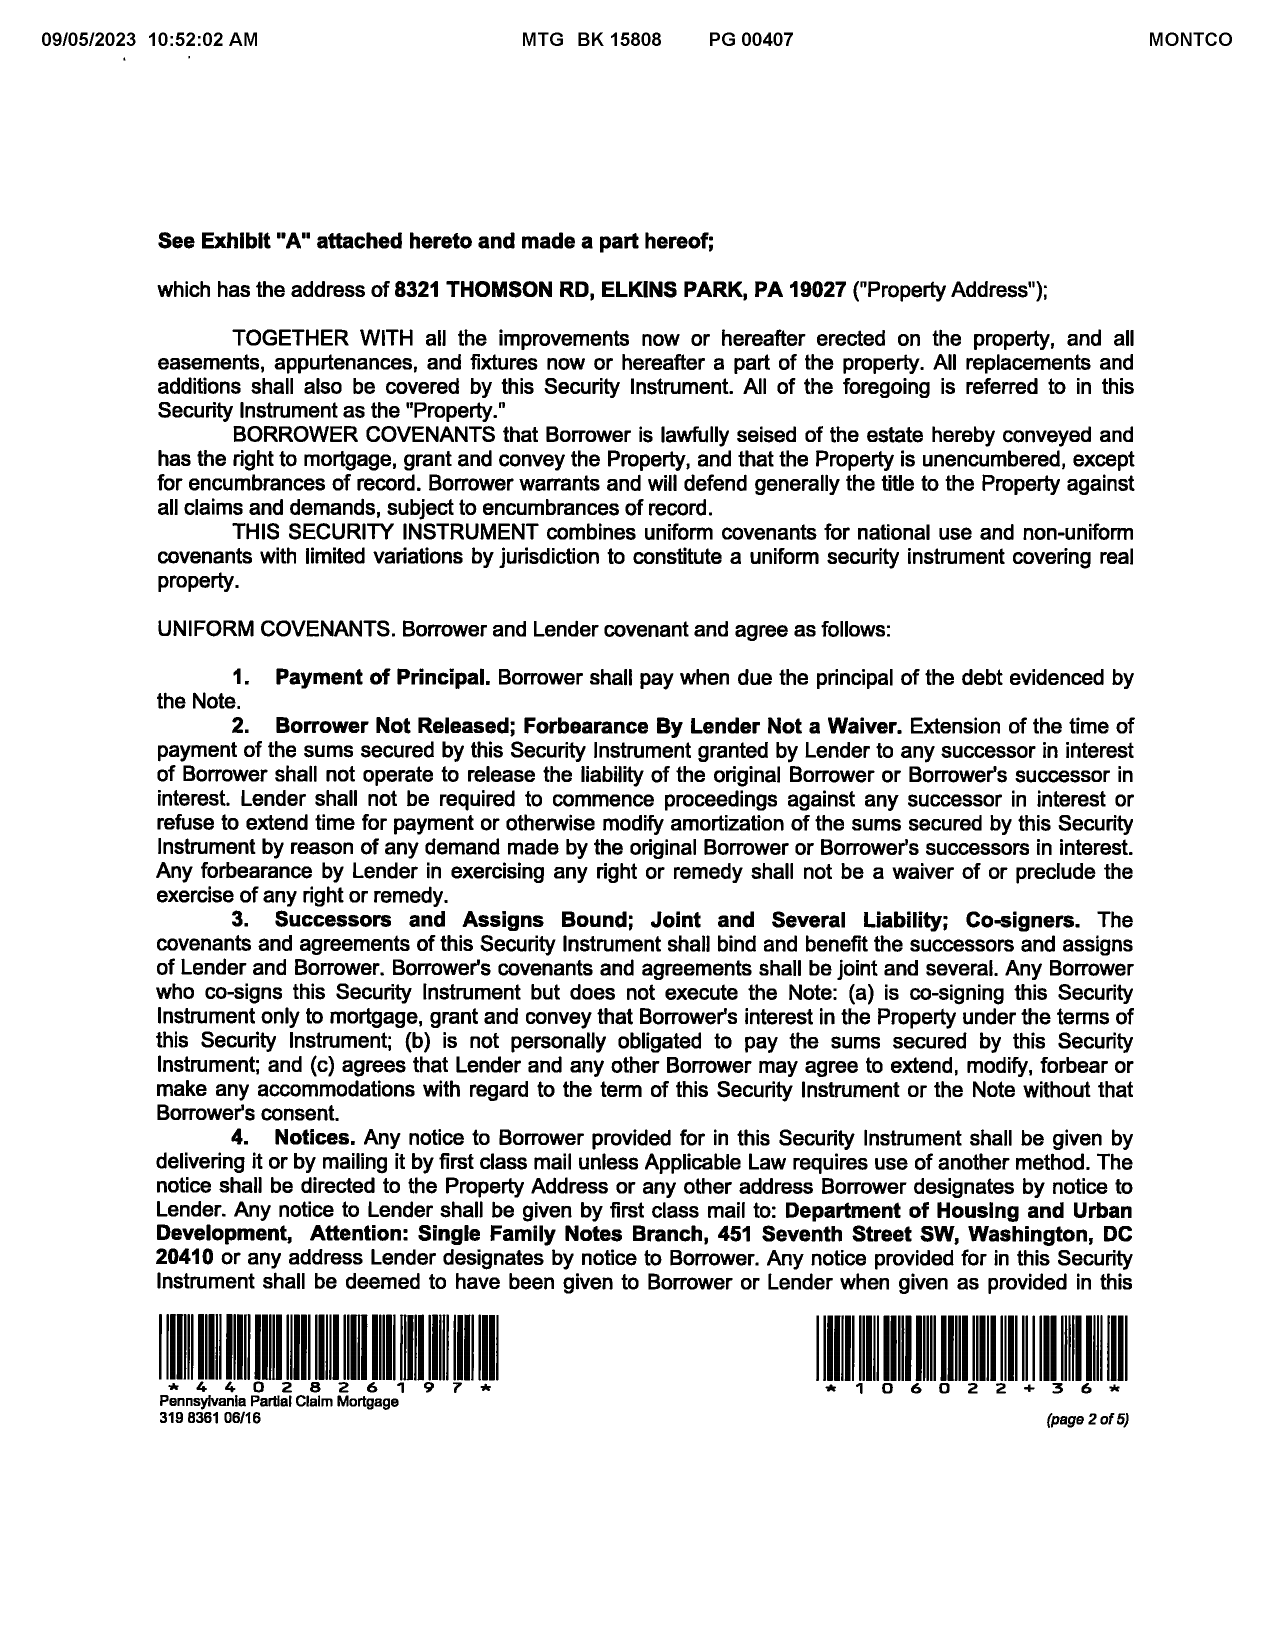 09/05/2023 10:52:02 AM MTG BK 15808 PG 00407 MONTCO
See Exhibit "A" attached hereto and made a part hereof;
which has the address of 8321 THOMSON RD, ELKINS PARK, PA 19027 ("Property Address");
TOGETHER WITH all the improvements now or hereafter erected on the property, and all
easements, appurtenances, and fixtures now or hereafter a part of the property. All replacements and
additions shall also be covered by this Security Instrument. All of the foregoing is referred to in this
Security Instrument as the "Property."
BORROWER COVENANTS that Borrower is lawfully seised of the estate hereby conveyed and
has the right to mortgage, grant and convey the Property, and that the Property is unencumbered, except
for encumbrances of record. Borrower warrants and will defend generally the title to the Property against
all claims and demands, subject to encumbrances of record.
THIS SECURITY INSTRUMENT combines uniform covenants for national use and non-uniform
covenants with limited variations by jurisdiction to constitute a uniform security instrument covering real
property.
UNIFORM COVENANTS. Borrower and Lender covenant and agree as follows:
1. Payment of Principal. Borrower shall pay when due the principal of the debt evidenced by
the Note.
2. Borrower Not Released; Forbearance By Lender Not a Waiver. Extension of the time of
payment of the sums secured by this Security Instrument granted by Lender to any successor in interest
of Borrower shall not operate to release the liability of the original Borrower or Borrower's successor in
interest. Lender shall not be required to commence proceedings against any successor in interest or
refuse to extend time for payment or otherwise modify amortization of the sums secured by this Security
Instrument by reason of any demand made by the original Borrower or Borrower's successors in interest.
Any forbearance by Lender in exercising any right or remedy shall not be a waiver of or preclude the
exercise of any right or remedy.
3. Successors and Assigns Bound; Joint and Several Liability; Co-signers. The
covenants and agreements of this Security Instrument shall bind and benefit the successors and assigns
of Lender and Borrower. Borrower's covenants and agreements shall be joint and several. Any Borrower
who co-signs this Security Instrument but does not execute the Note: (a) is co-signing this Security
Instrument only to mortgage, grant and convey that Borrower's interest in the Property under the terms of
this Security Instrument; (b) is not personally obligated to pay the sums secured by this Security
Instrument; and (c) agrees that Lender and any other Borrower may agree to extend, modify, forbear or
make any accommodations with regard to the term of this Security Instrument or the Note without that
Borrower's consent.
4. Notices. Any notice to Borrower provided for in this Security Instrument shall be given by
delivering it or by mailing it by first class mail unless Applicable Law requires use of another method. The
notice shall be directed to the Property Address or any other address Borrower designates by notice to
Lender. Any notice to Lender shall be given by first class mail to: Department of Housing and Urban
Development, Attention: Single Family Notes Branch, 451 Seventh Street SW, Washington, DC
20410 or any address Lender designates by notice to Borrower. Any notice provided for in this Security
Instrument shall be deemed to have been given to Borrower or Lender when given as provided in this
* 4 4 0 2 8 2 6 1 9 7 * * 1 0 6 0 2 2 + 3 6 *
Pennsylvania Partial Claim Mortgage
319 8361 06/16 (page 2 of 5)